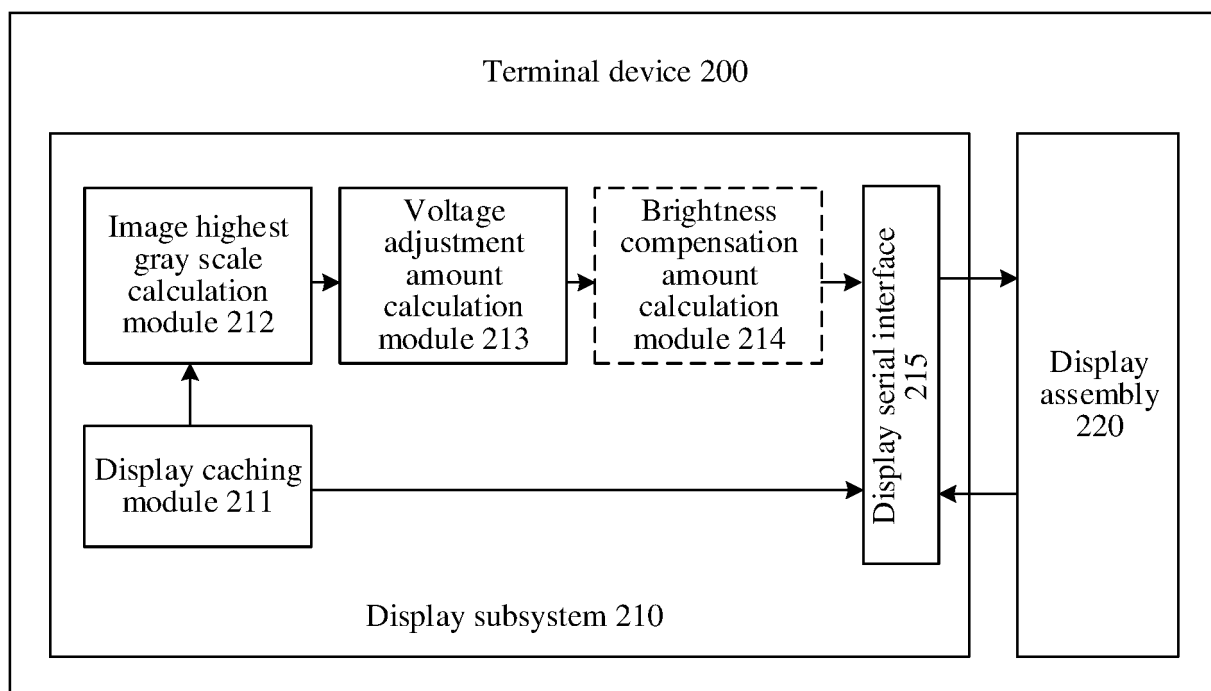 Terminal device 200
Image highest
gray scale
calculation
module 212
Voltage
adjustment
amount
calculation
module 213
Brightness
compensation
amount
calculation
module 214
Display serial interface
215
Display
assembly
220
Display caching
module 211
Display subsystem 210